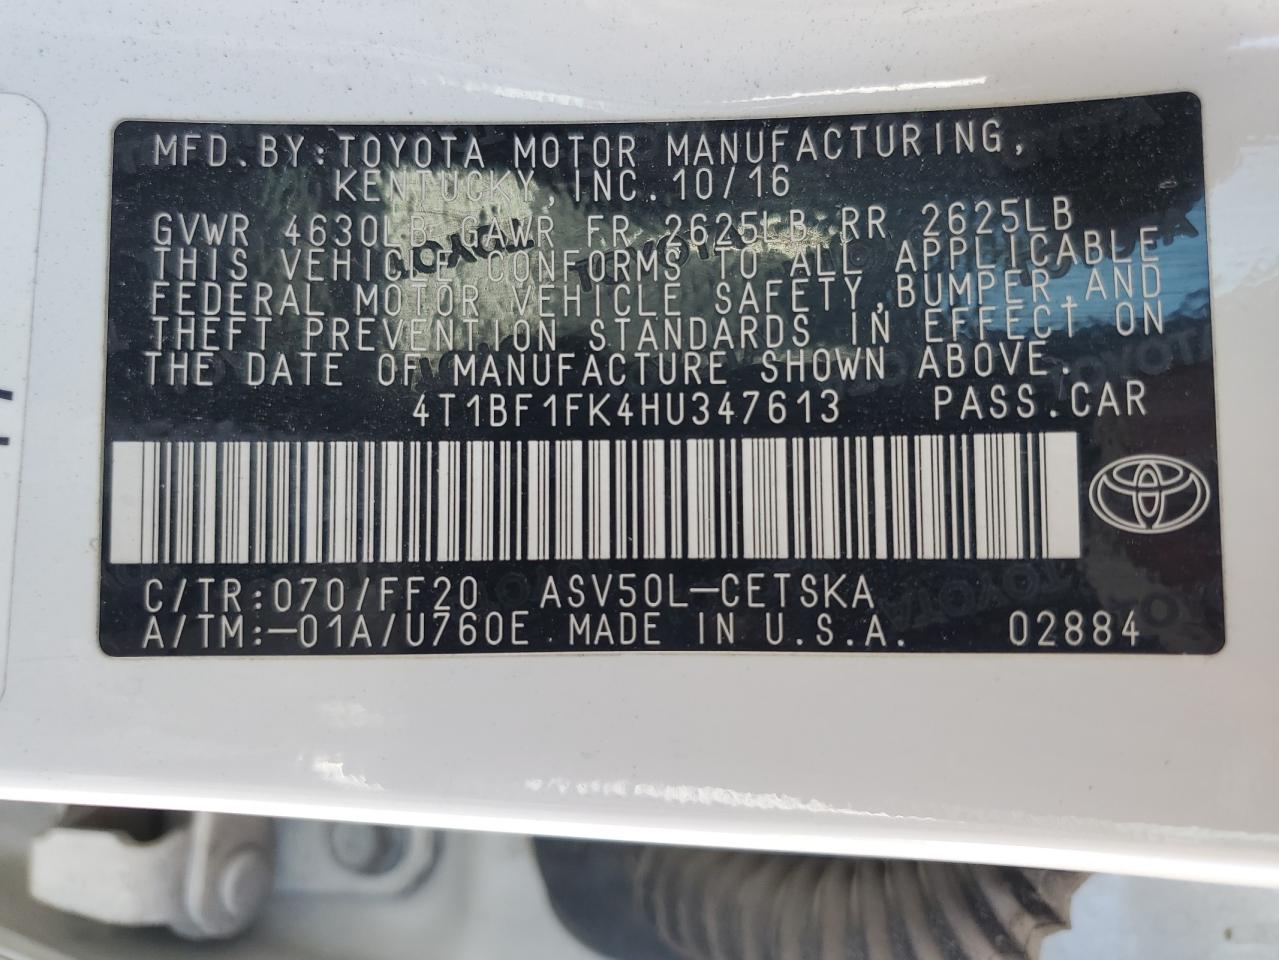 MFD.BY:TOYOTA MOTOR MANUFACTURING,
KENTUCKY, INC. 10/16
GVWR 4630LB GAWR FR 2625LB RR 2625LB
THIS VEHICLE CONFORMS TO ALL APPLICABLE
FEDERAL MOTOR VEHICLE SAFETY, BUMPER, AND
THEFT PREVENTION STANDARDS IN EFFECT ON
THE DATE OF MANUFACTURE SHOWN ABOVE.
4T1BF1FK4HU347613 PASS.CAR
C/TR:070/FF20 ASV50L-CETSKA
A/TM:-01A/U760E MADE IN U.S.A. 02884